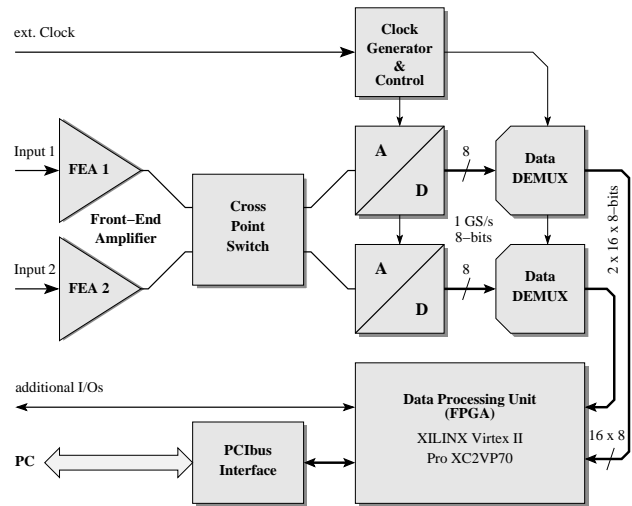 ext. Clock
Clock
Generator
&
Control
Input 1
FEA 1
Front−End
Amplifier
Input 2
FEA 2
Cross
Point
Switch
A
D
8
Data
DEMUX
1 GS/s
8−bits
A
D
8
Data
DEMUX
2 x 16 x 8−bits
additional I/Os
Data Processing Unit
(FPGA)
XILINX Virtex II
Pro XC2VP70
16 x 8
PC
PCIbus
Interface